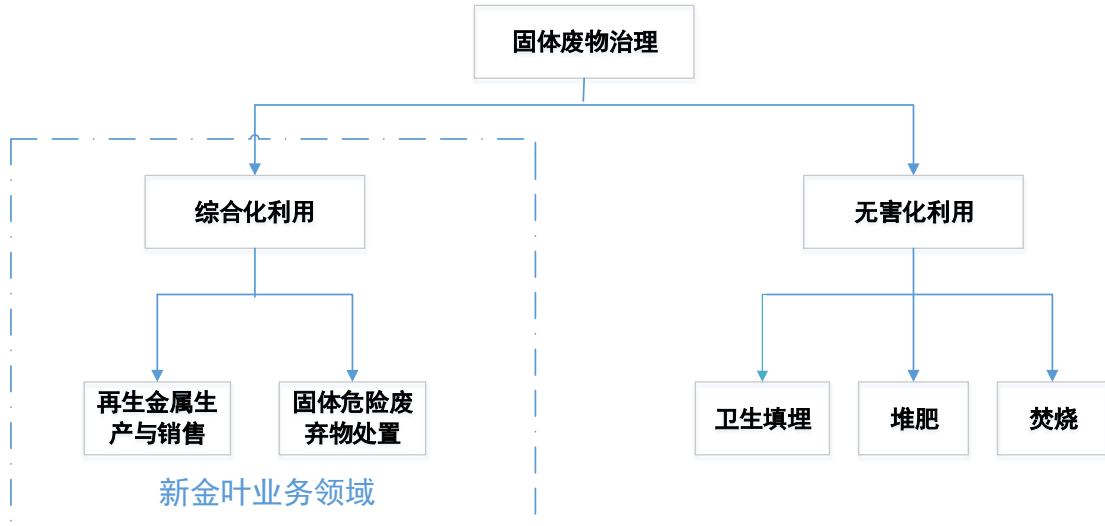 固体废物治理
综合化利用
无害化利用
再生金属生
产与销售
固体危险废
弃物处置
卫生填埋
堆肥
焚烧
新金叶业务领域